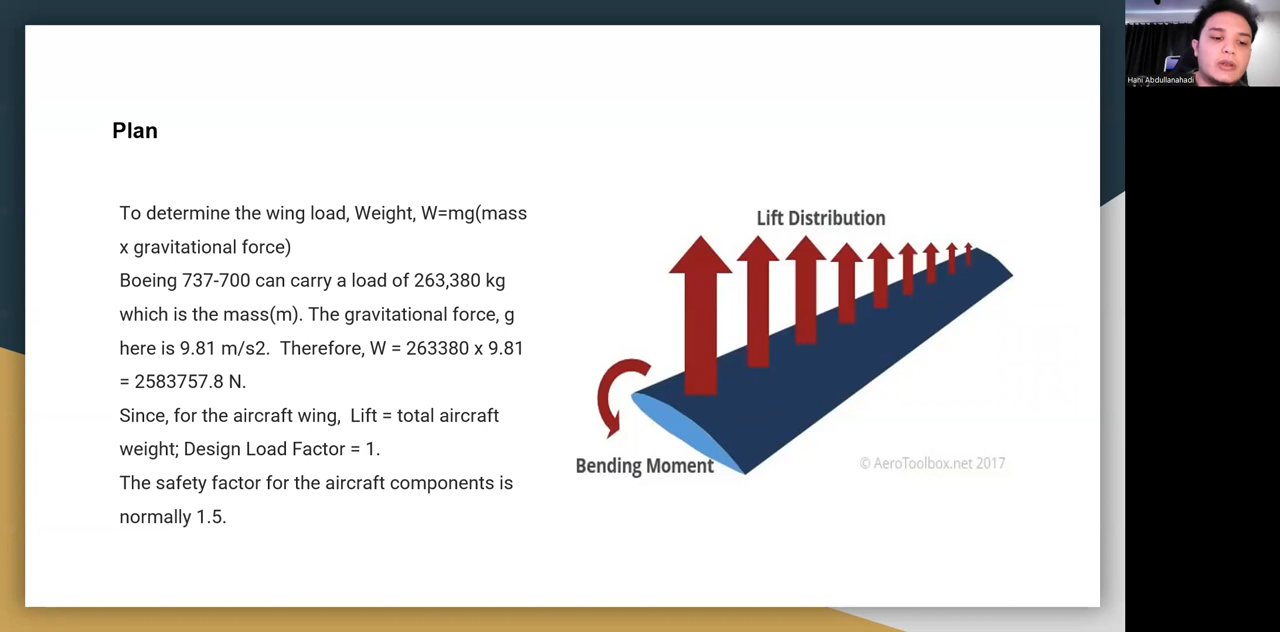 Plan
To determine the wing load, Weight, W=mg(mass
x gravitational force)
Boeing 737-700 can carry a load of 263,380 kg
which is the mass(m). The gravitational force, g
here is 9.81 m/s2.  Therefore, W = 263380 x 9.81
= 2583757.8 N.
Since, for the aircraft wing,  Lift = total aircraft
weight; Design Load Factor = 1.
The safety factor for the aircraft components is
normally 1.5.
Lift Distribution
Bending Moment
© AeroToolbox.net 2017
Hani Abdullanahadi